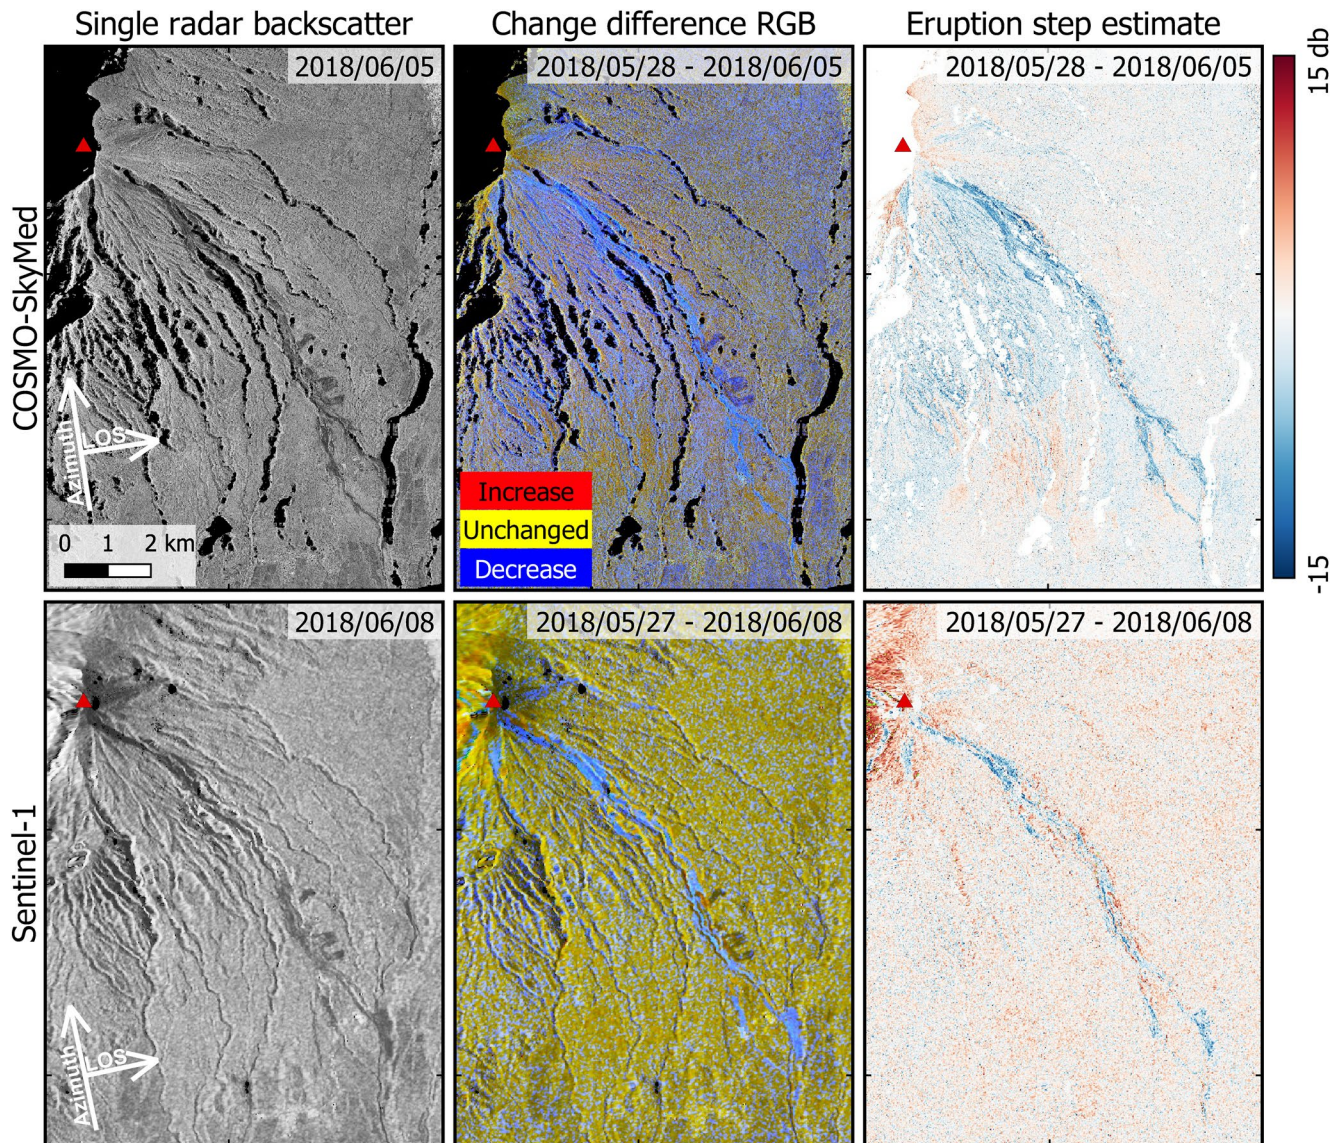 Single radar backscatter
Change difference RGB
Eruption step estimate
COSMO-SkyMed
2018/06/05
2018/05/28 - 2018/06/05
2018/05/28 - 2018/06/05
15 db
-15
Azimuth
LOS
0 1 2 km
Increase
Unchanged
Decrease
Sentinel-1
2018/06/08
2018/05/27 - 2018/06/08
2018/05/27 - 2018/06/08
Azimuth
LOS